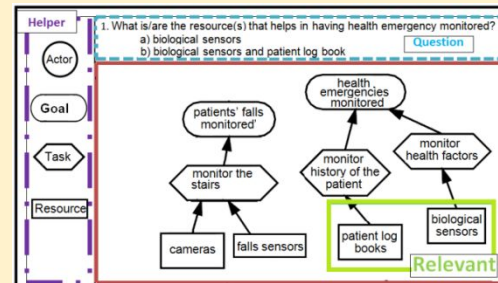 Helper
Actor
Goal
Task
Resource
1. What is/are the resource(s) that helps in having health emergency monitored?
a) biological sensors
b) biological sensors and patient log book
Question
patients' falls
monitored'
monitor the
stairs
cameras
falls sensors
health
emergencies
monitored
monitor
history of the
patient
monitor
health factors
patient log
books
biological
sensors
Relevant